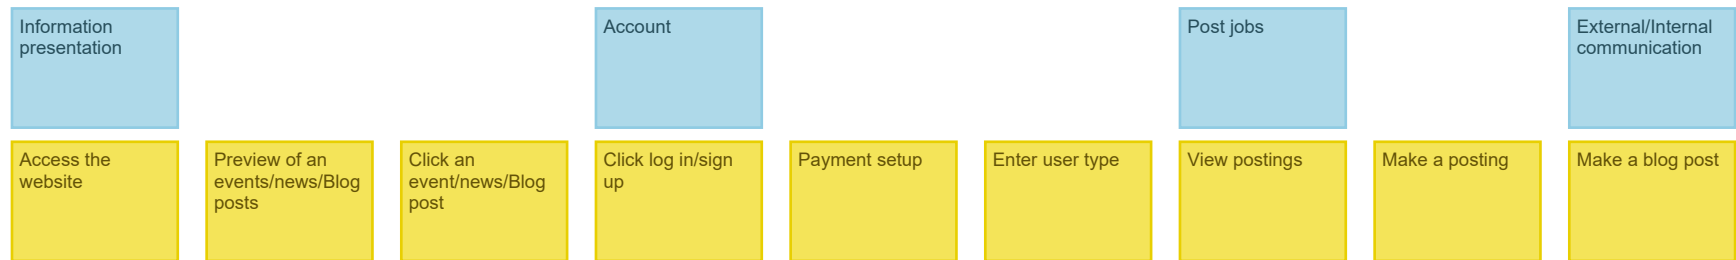 Information
presentation
Account
Post jobs
External/Internal
communication
Access the
website
Preview of an
events/news/Blog
posts
Click an
event/news/Blog
post
Click log in/sign
up
Payment setup
Enter user type
View postings
Make a posting
Make a blog post